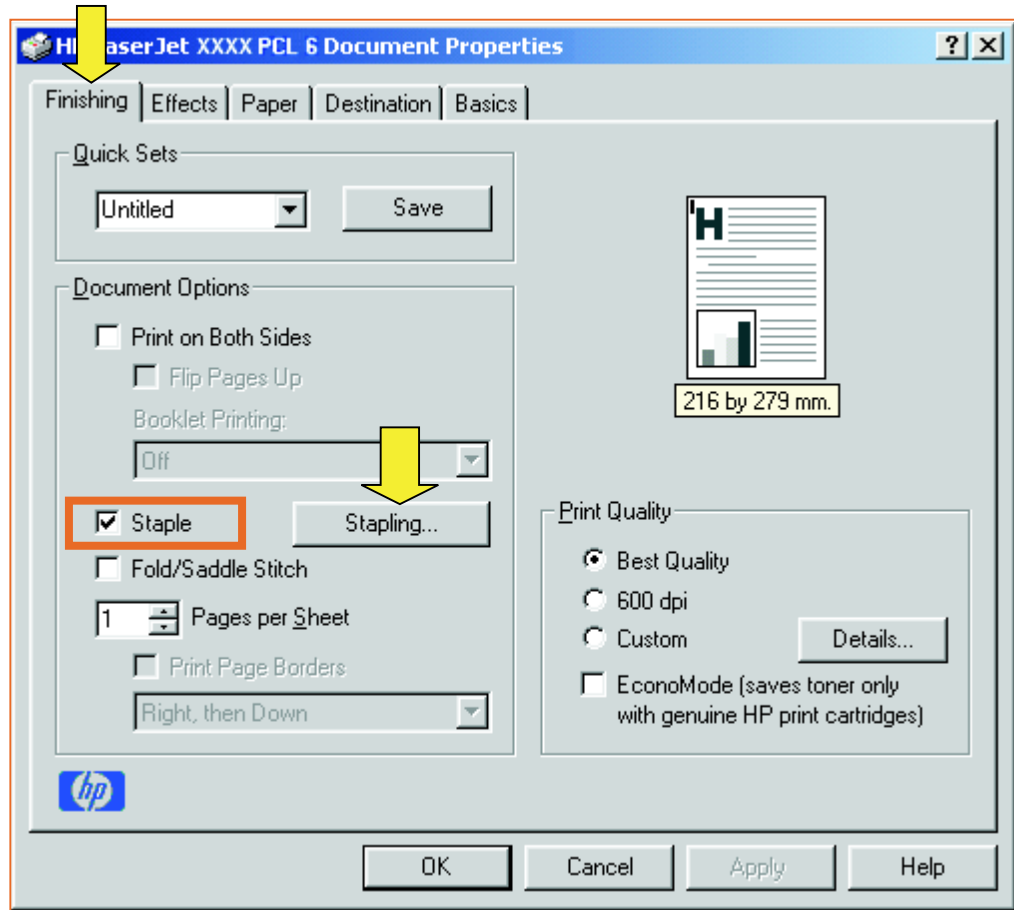 HP LaserJet XXXX PCL 6 Document Properties
Finishing Effects Paper Destination Basics
Quick Sets
Untitled Save
H
216 by 279 mm.
Document Options
Print on Both Sides
Flip Pages Up
Booklet Printing:
Off
Staple Stapling...
Fold/Saddle Stitch
1 Pages per Sheet
Print Page Borders
Right, then Down
Print Quality
Best Quality
600 dpi
Custom Details...
EconoMode (saves toner only
with genuine HP print cartridges)
hp
OK Cancel Apply Help